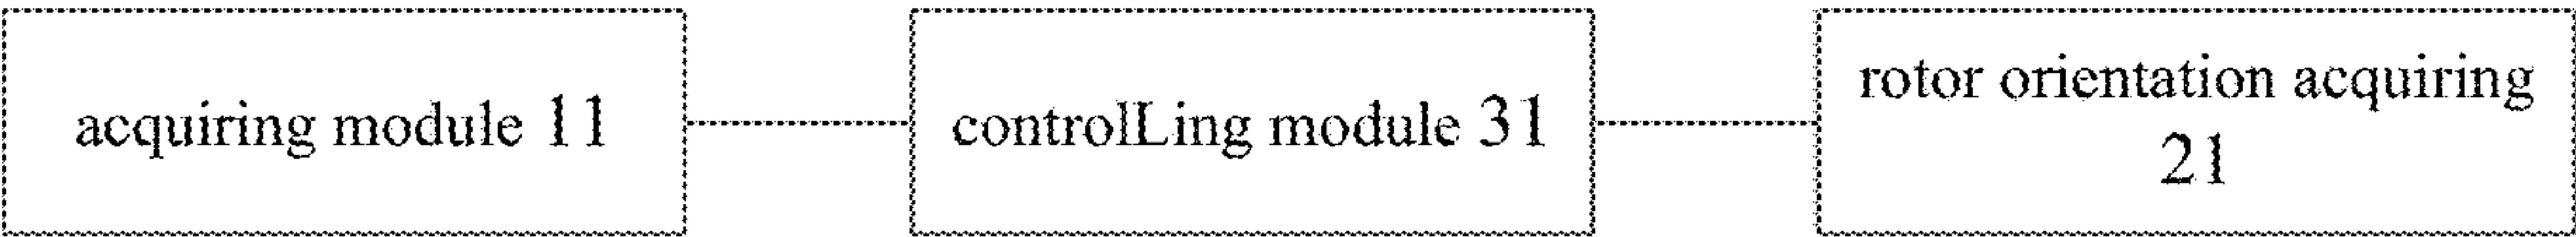 acquiring module 11
controlLing module 31
rotor orientation acquiring
21